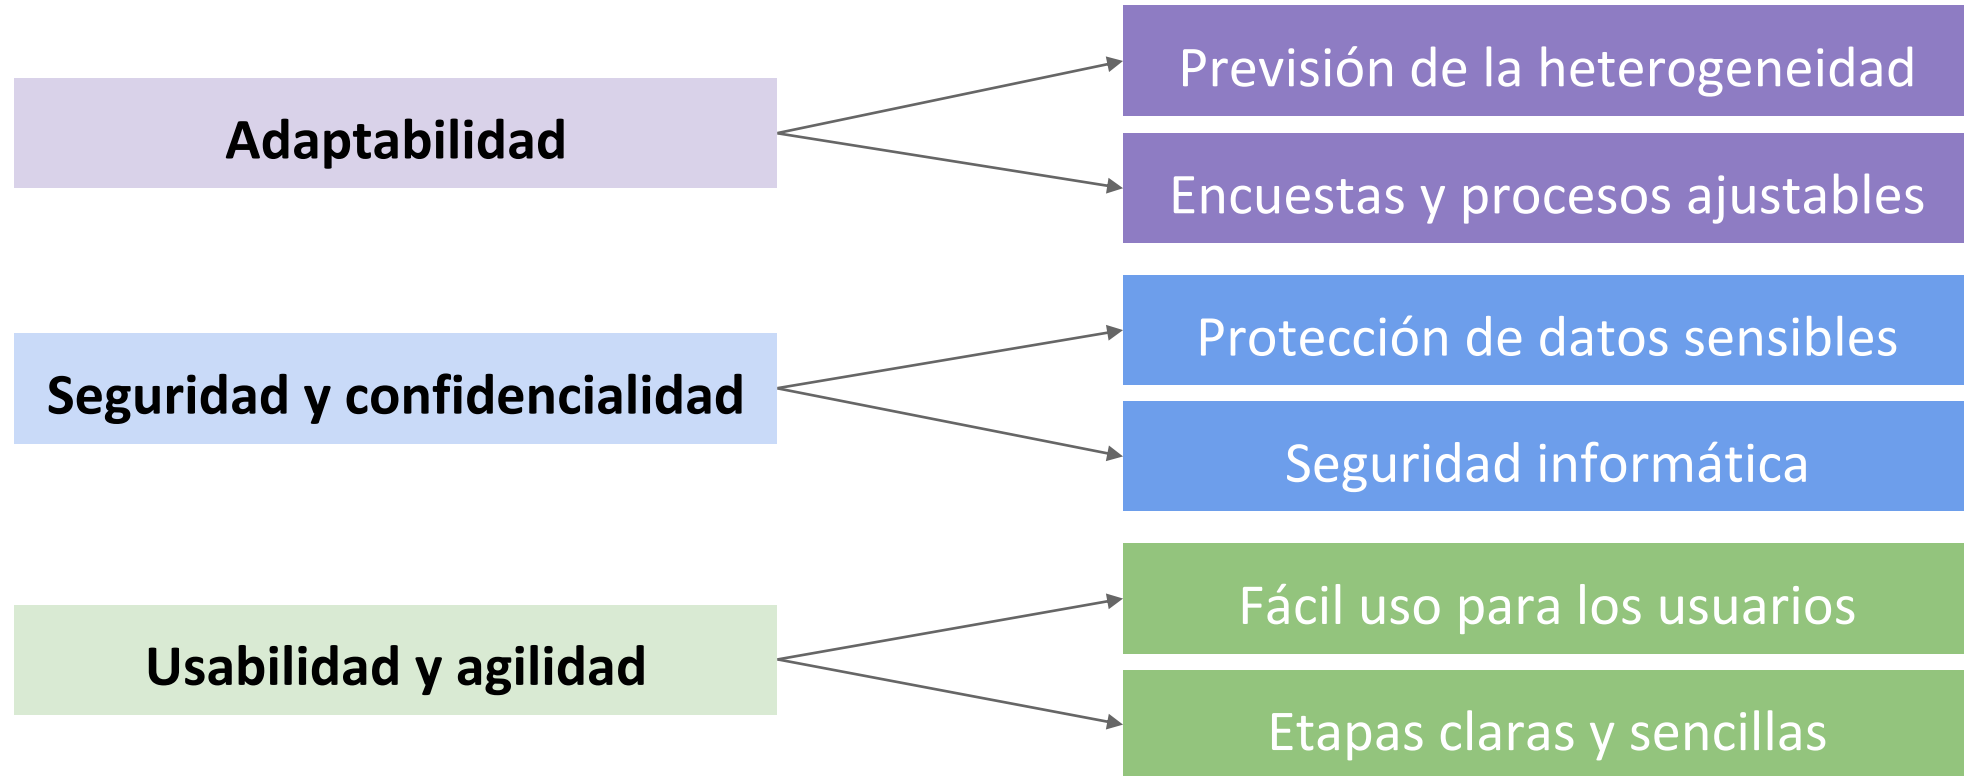 Adaptabilidad
Previsión de la heterogeneidad
Encuestas y procesos ajustables
Seguridad y confidencialidad
Protección de datos sensibles
Seguridad informática
Usabilidad y agilidad
Fácil uso para los usuarios
Etapas claras y sencillas